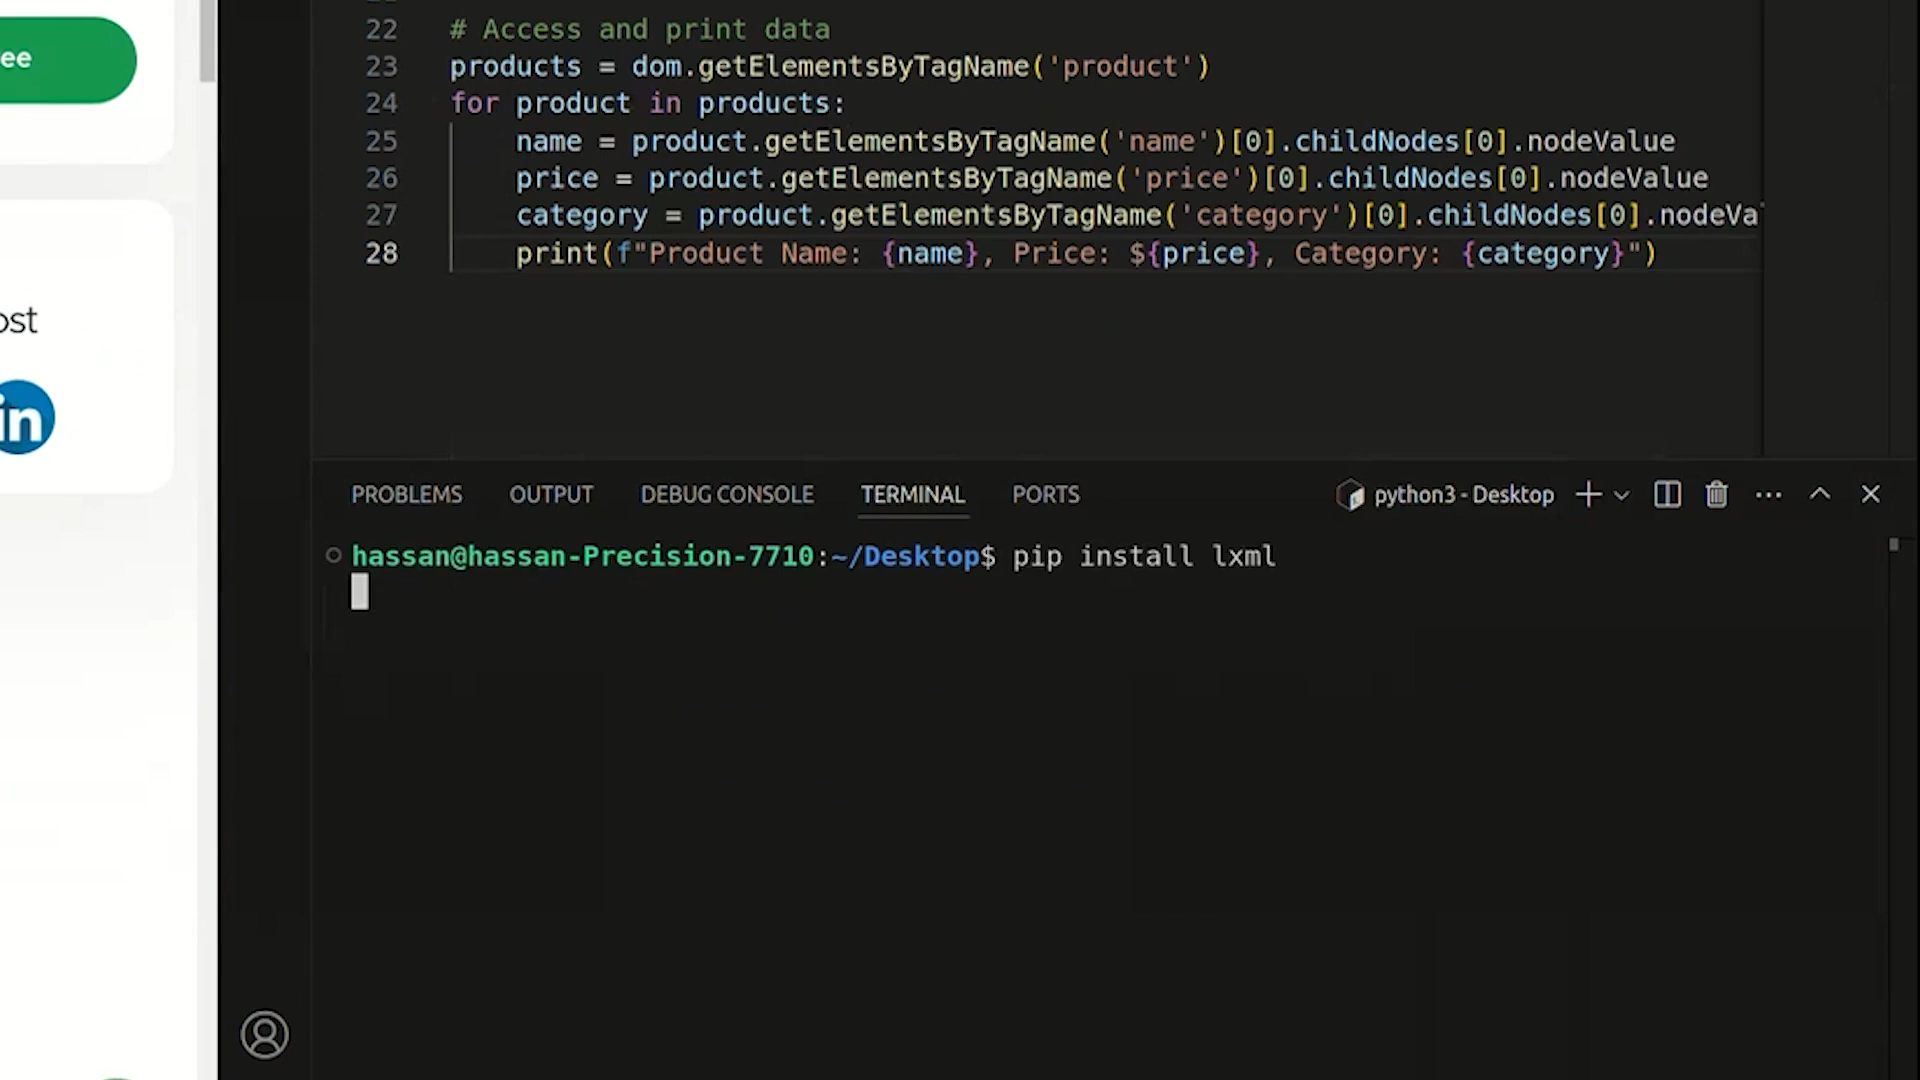 ee
ost
in
22 # Access and print data
23 products = dom.getElementsByTagName('product')
24 for product in products:
25 name = product.getElementsByTagName('name')[0].childNodes[0].nodeValue
26 price = product.getElementsByTagName('price')[0].childNodes[0].nodeValue
27 category = product.getElementsByTagName('category')[0].childNodes[0].nodeVa
28 print(f"Product Name: {name}, Price: ${price}, Category: {category}")
PROBLEMS OUTPUT DEBUG CONSOLE TERMINAL PORTS python3 - Desktop
hassan@hassan-Precision-7710:~/Desktop$ pip install lxml